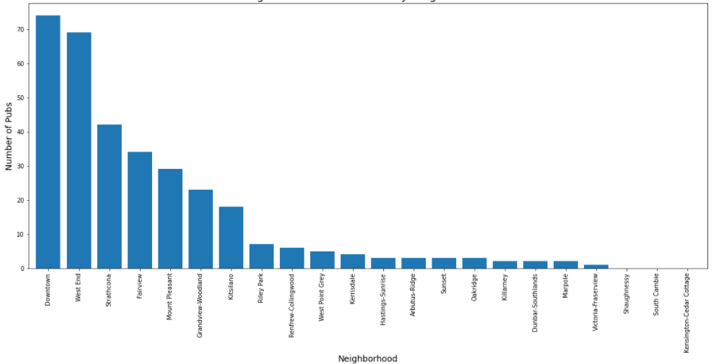 Number of Pubs
70
60
50
40
30
20
10
0
Downtown
West End
Strathcona
Fairview
Mount Pleasant
Grandview-Woodland
Kitsilano
Riley Park
Renfrew-Collingwood
West Point Grey
Kerrisdale
Hastings-Sunrise
Arbutus-Ridge
Sunset
Oakridge
Killarney
Dunbar-Southlands
Marpole
Victoria-Fraserview
Shaughnessy
South Cambie
Kensington-Cedar Cottage
Neighborhood